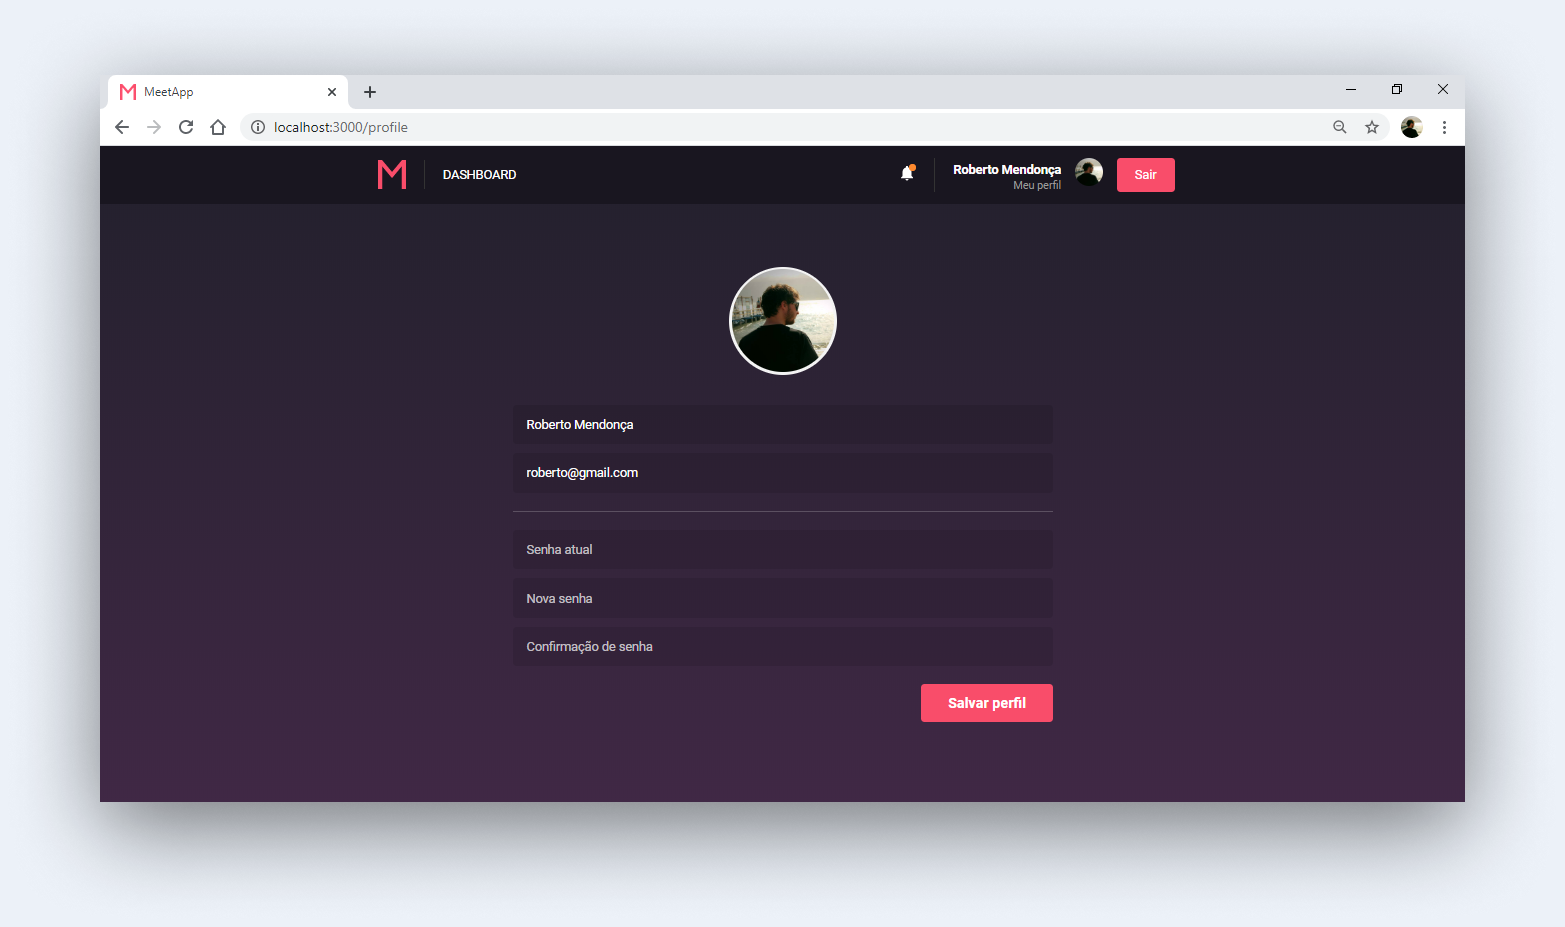 MeetApp
localhost:3000/profile
DASHBOARD
Roberto Mendonça
Meu perfil
Sair
Roberto Mendonça
roberto@gmail.com
Senha atual
Nova senha
Confirmação de senha
Salvar perfil